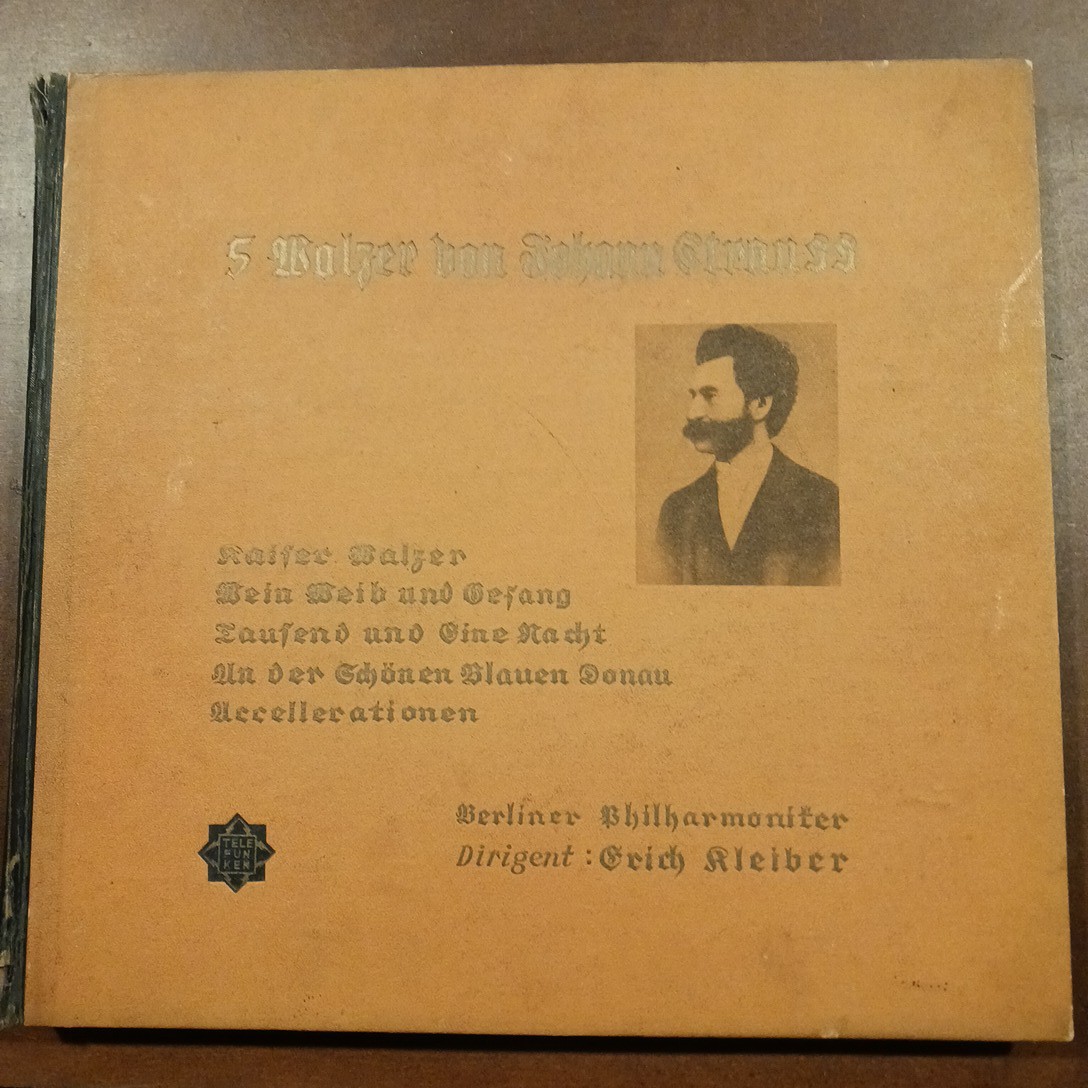 5 Walzer von Johann Strauss
Kaiser Walzer
Wein Weib und Gesang
Tausend und Eine Nacht
An der Schönen Blauen Donau
Accellerationen
Berliner Philharmoniker
Dirigent : Erich Kleiber
TELE
FUN
KEN